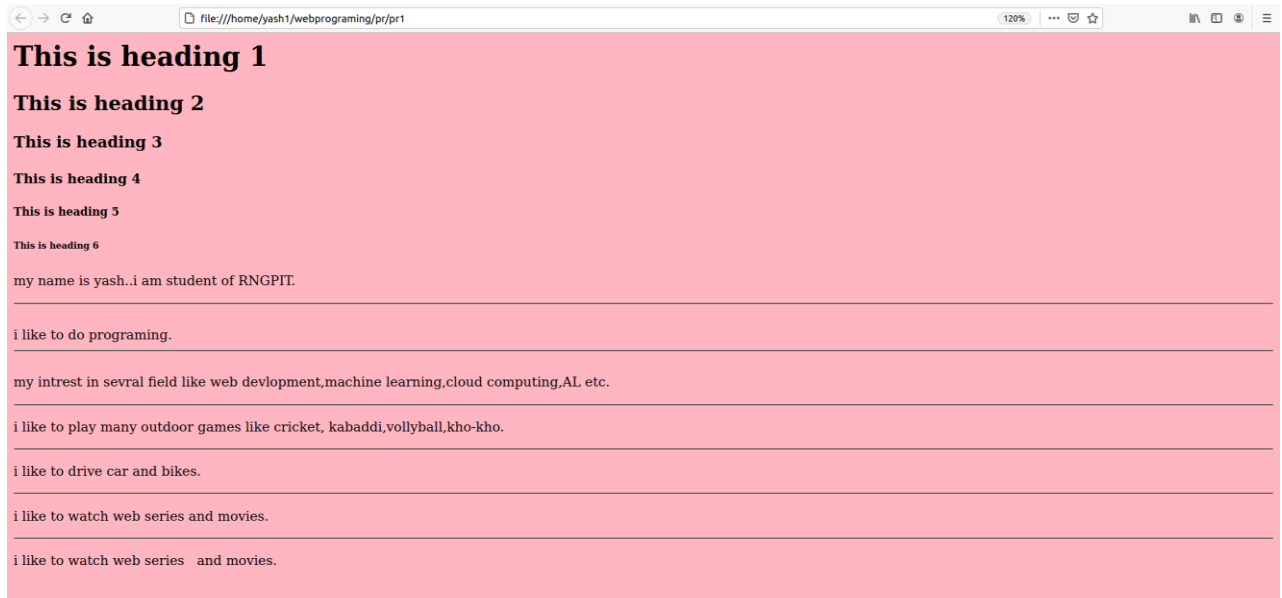 file:///home/yash1/webprograming/pr/pr1
120%
This is heading 1
This is heading 2
This is heading 3
This is heading 4
This is heading 5
This is heading 6
my name is yash..i am student of RNGPIT.
i like to do programing.
my intrest in sevral field like web devlopment,machine learning,cloud computing,AL etc.
i like to play many outdoor games like cricket, kabaddi,vollyball,kho-kho.
i like to drive car and bikes.
i like to watch web series and movies.
i like to watch web series   and movies.